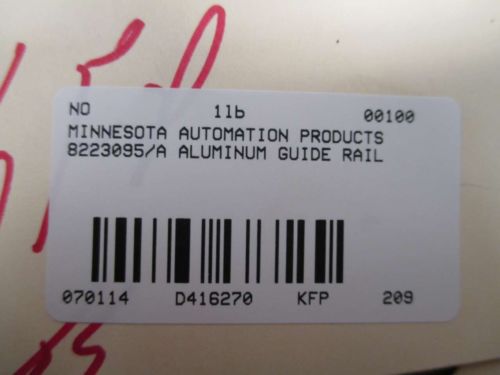 NO 1lb 00100
MINNESOTA AUTOMATION PRODUCTS
8223095/A ALUMINUM GUIDE RAIL
070114 D416270 KFP 209